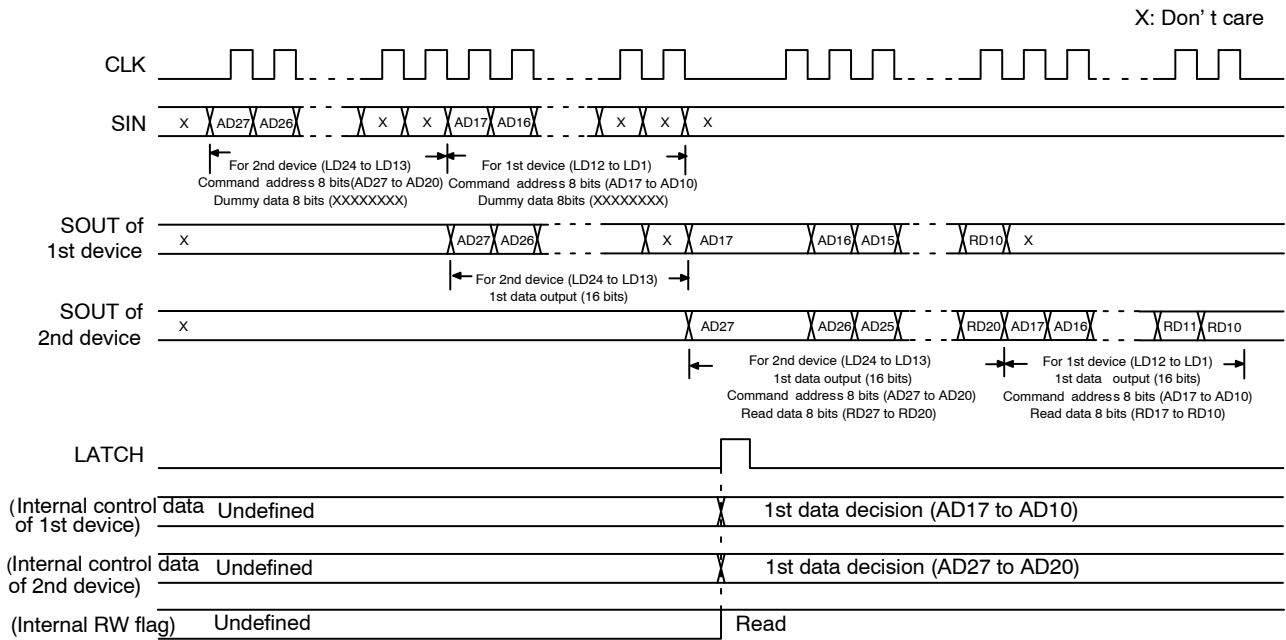 X: Don' t care
CLK
SIN
X AD27 AD26 X X AD17 AD16 X X X
For 2nd device (LD24 to LD13)
Command address 8 bits(AD27 to AD20)
Dummy data 8 bits (XXXXXXXX)
For 1st device (LD12 to LD1)
Command address 8 bits (AD17 to AD10)
Dummy data 8bits (XXXXXXXX)
SOUT of
1st device
X AD27 AD26 X AD17 AD16 AD15 RD10 X
For 2nd device (LD24 to LD13)
1st data output (16 bits)
SOUT of
2nd device
X AD27 AD26 AD25 RD20 AD17 AD16 RD11 RD10
For 2nd device (LD24 to LD13)
1st data output (16 bits)
Command address 8 bits (AD27 to AD20)
Read data 8 bits (RD27 to RD20)
For 1st device (LD12 to LD1)
1st data output (16 bits)
Command address 8 bits (AD17 to AD10)
Read data 8 bits (RD17 to RD10)
LATCH
(Internal control data
of 1st device)
Undefined
1st data decision (AD17 to AD10)
(Internal control data
of 2nd device)
Undefined
1st data decision (AD27 to AD20)
(Internal RW flag)
Undefined
Read